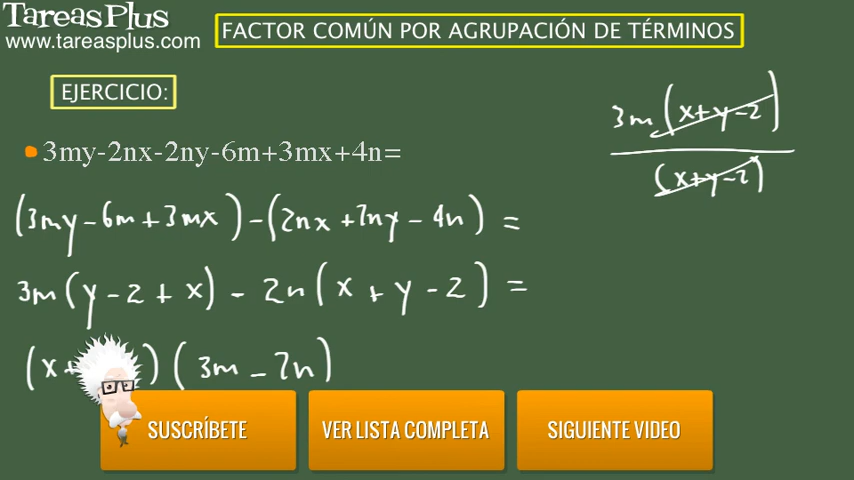 TareasPlus
www.tareasplus.com
FACTOR COMÚN POR AGRUPACIÓN DE TÉRMINOS
EJERCICIO:
3my-2nx-2ny-6m+3mx+4n=
3m(x+y-2)
(x+y-2)
(3my-6m+3mx)-(2nx+2ny-4n)=
3m(y-2+x)-2n(x+y-2)=
(x+ )(3m-2n)
SUSCRÍBETE
VER LISTA COMPLETA
SIGUIENTE VIDEO